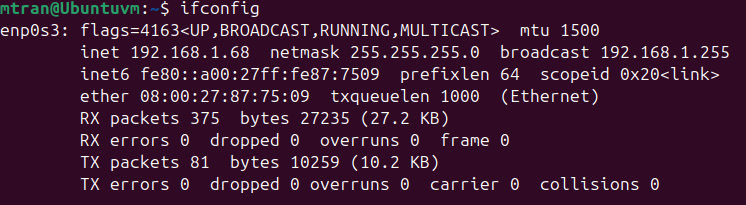 mtran@Ubuntuvm:~$ ifconfig
enp0s3: flags=4163<UP,BROADCAST,RUNNING,MULTICAST>  mtu 1500
        inet 192.168.1.68  netmask 255.255.255.0  broadcast 192.168.1.255
        inet6 fe80::a00:27ff:fe87:7509  prefixlen 64  scopeid 0x20<link>
        ether 08:00:27:87:75:09  txqueuelen 1000  (Ethernet)
        RX packets 375  bytes 27235 (27.2 KB)
        RX errors 0  dropped 0  overruns 0  frame 0
        TX packets 81  bytes 10259 (10.2 KB)
        TX errors 0  dropped 0 overruns 0  carrier 0  collisions 0